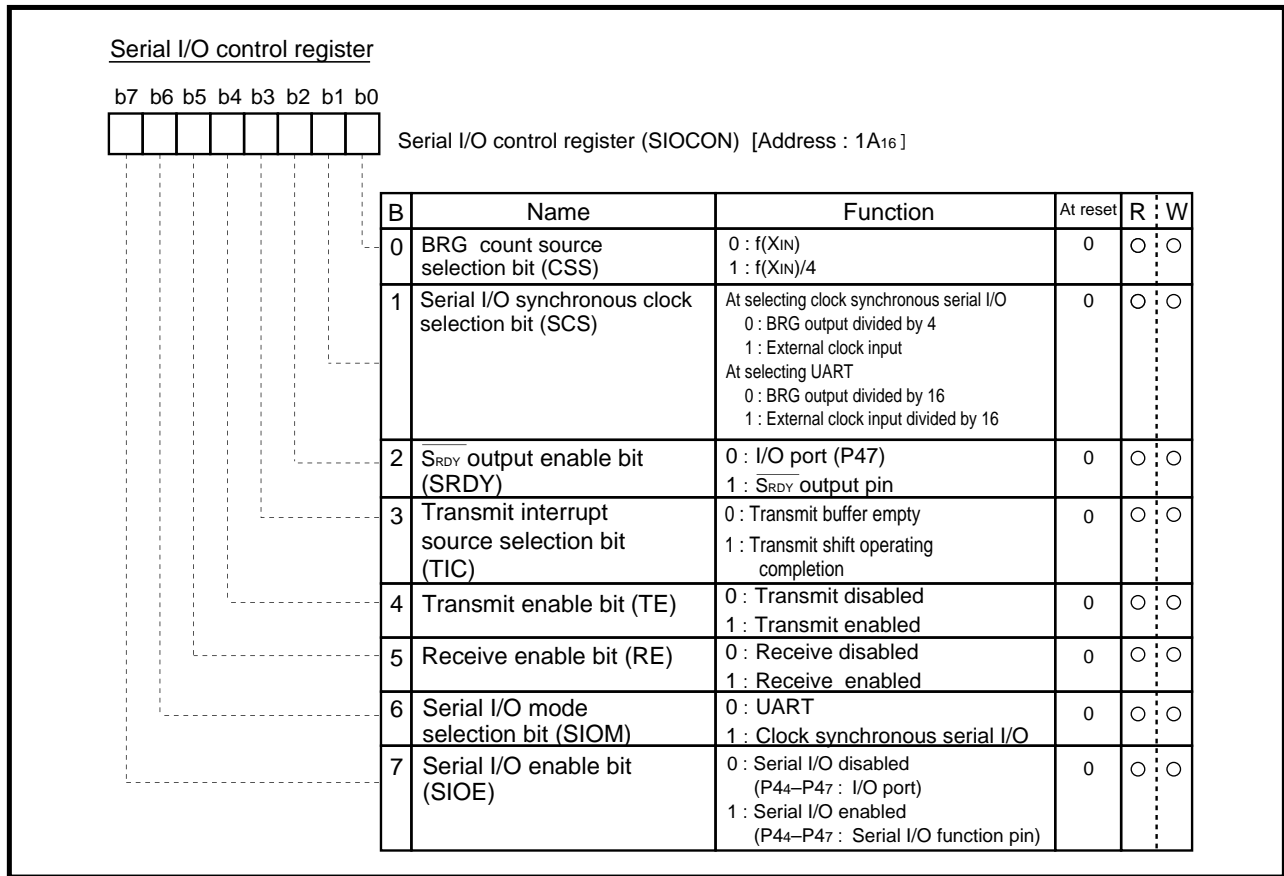 Serial I/O control register
b7 b6 b5 b4 b3 b2 b1 b0
Serial I/O control register (SIOCON) [Address : 1A16 ]
B Name Function At reset R W
0 BRG count source selection bit (CSS)
0 : f(XIN)
1 : f(XIN)/4
0 ○ ○
1 Serial I/O synchronous clock selection bit (SCS)
At selecting clock synchronous serial I/O
0 : BRG output divided by 4
1 : External clock input
At selecting UART
0 : BRG output divided by 16
1 : External clock input divided by 16
0 ○ ○
2 SRDY output enable bit (SRDY)
0 : I/O port (P47)
1 : SRDY output pin
0 ○ ○
3 Transmit interrupt source selection bit (TIC)
0 : Transmit buffer empty
1 : Transmit shift operating completion
0 ○ ○
4 Transmit enable bit (TE)
0 : Transmit disabled
1 : Transmit enabled
0 ○ ○
5 Receive enable bit (RE)
0 : Receive disabled
1 : Receive enabled
0 ○ ○
6 Serial I/O mode selection bit (SIOM)
0 : UART
1 : Clock synchronous serial I/O
0 ○ ○
7 Serial I/O enable bit (SIOE)
0 : Serial I/O disabled
(P44–P47 : I/O port)
1 : Serial I/O enabled
(P44–P47 : Serial I/O function pin)
0 ○ ○